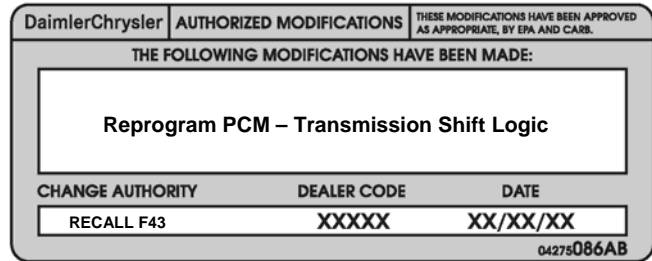 DaimlerChrysler AUTHORIZED MODIFICATIONS THESE MODIFICATIONS HAVE BEEN APPROVED
AS APPROPRIATE, BY EPA AND CARB.
THE FOLLOWING MODIFICATIONS HAVE BEEN MADE:
Reprogram PCM – Transmission Shift Logic
CHANGE AUTHORITY DEALER CODE DATE
RECALL F43 XXXXX XX/XX/XX
04275086AB